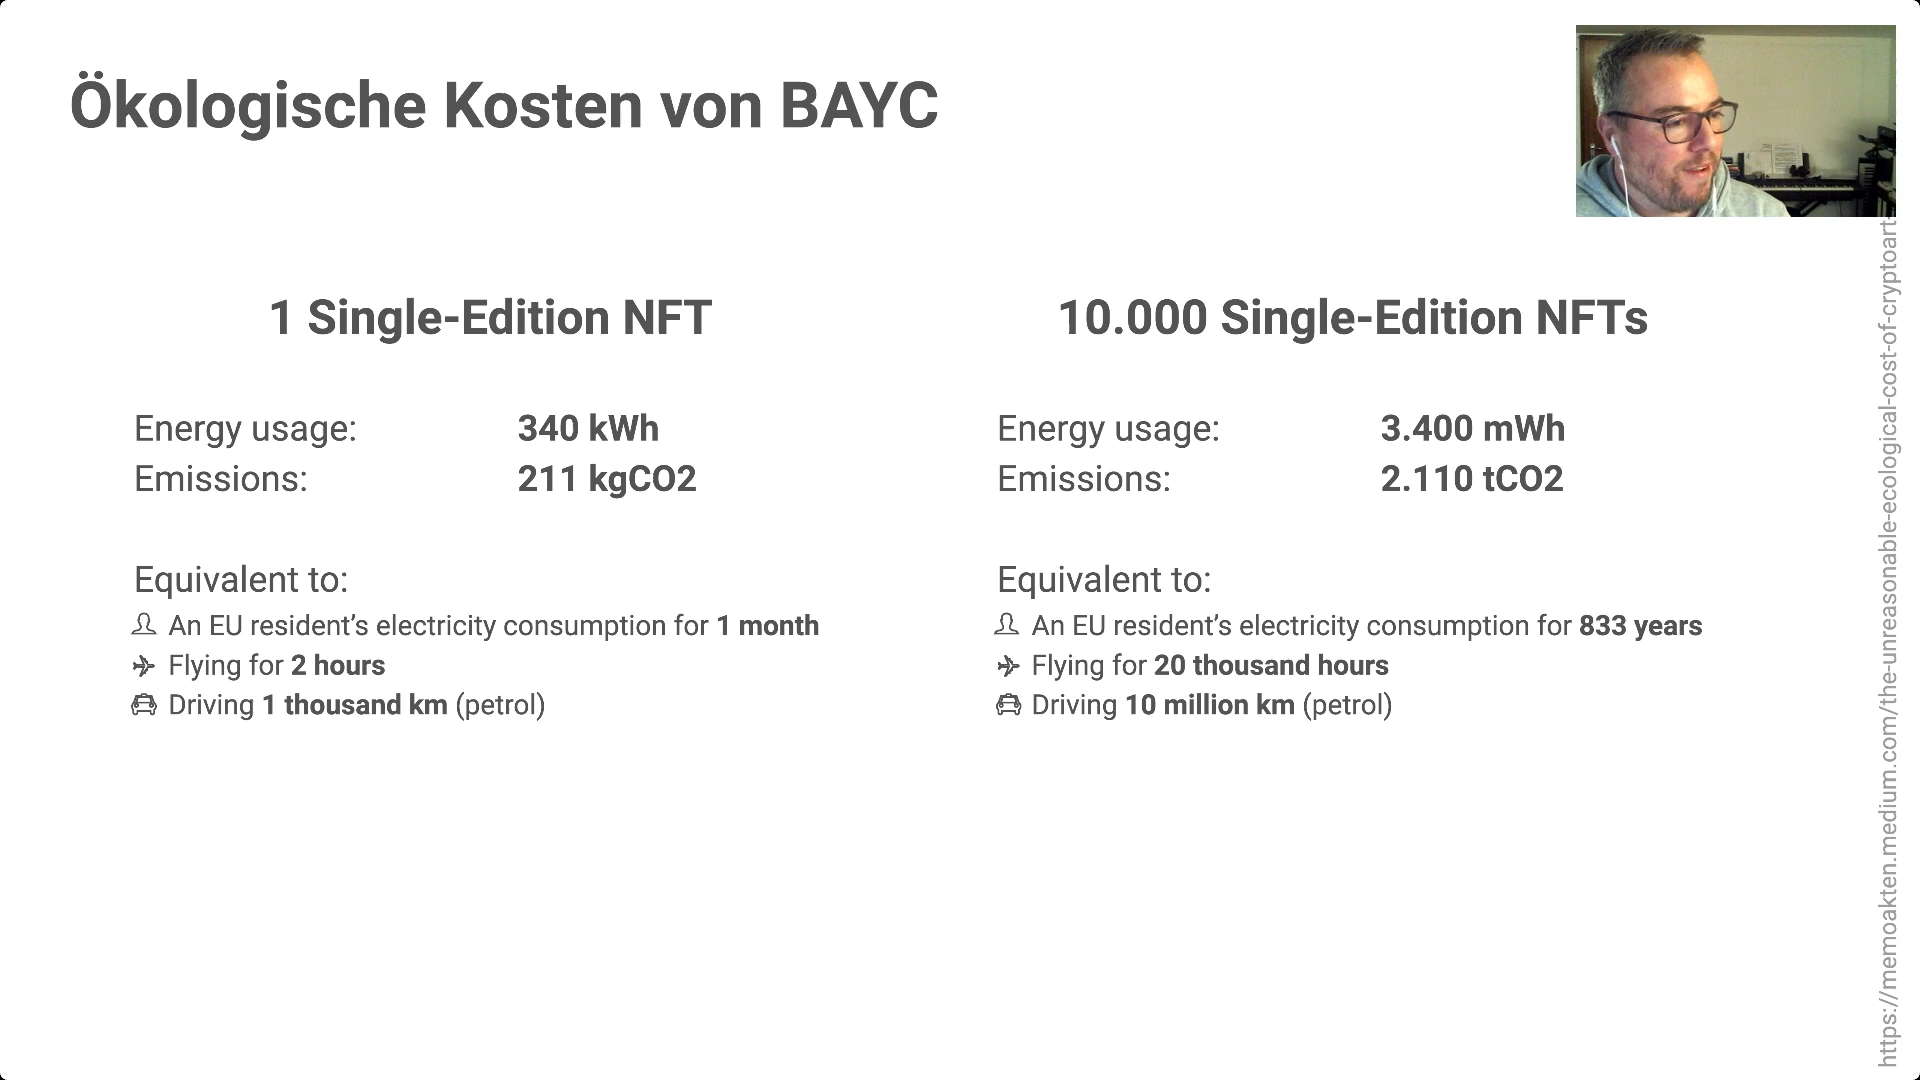 Ökologische Kosten von BAYC
1 Single-Edition NFT
Energy usage: 340 kWh
Emissions: 211 kgCO2
Equivalent to:
An EU resident’s electricity consumption for 1 month
Flying for 2 hours
Driving 1 thousand km (petrol)
10.000 Single-Edition NFTs
Energy usage: 3.400 mWh
Emissions: 2.110 tCO2
Equivalent to:
An EU resident’s electricity consumption for 833 years
Flying for 20 thousand hours
Driving 10 million km (petrol)
https://memoakten.medium.com/the-unreasonable-ecological-cost-of-cryptoart